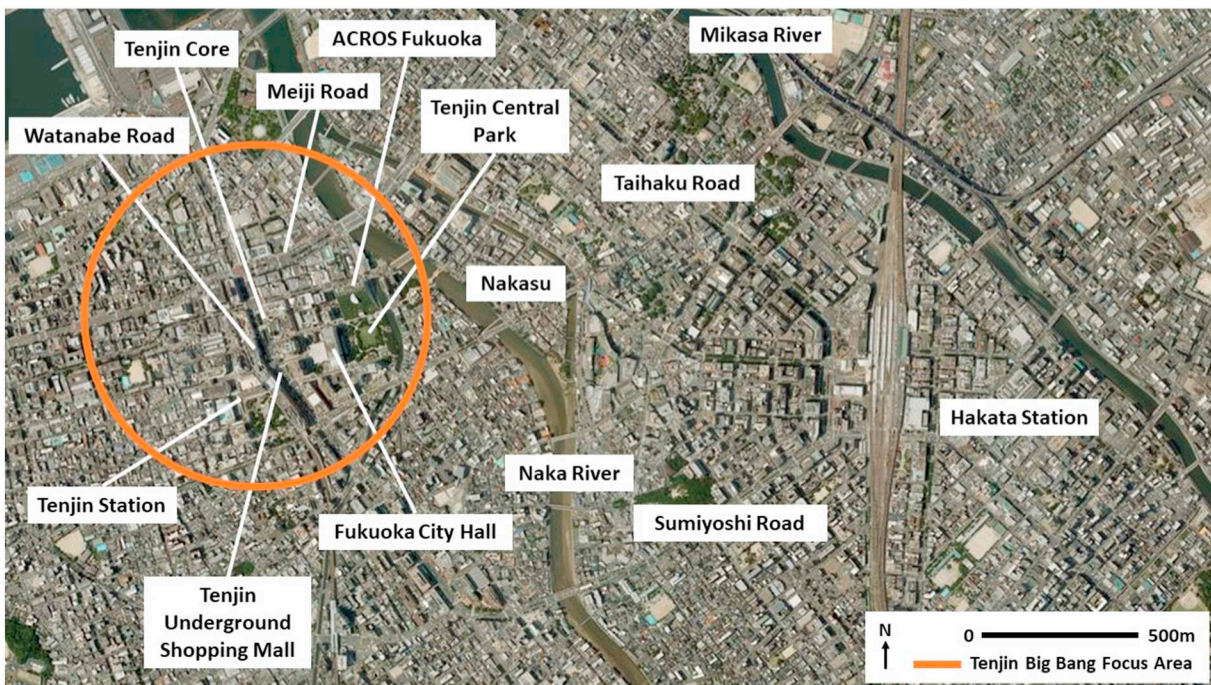 Tenjin Core
ACROS Fukuoka
Mikasa River
Meiji Road
Tenjin Central
Park
Watanabe Road
Taihaku Road
Nakasu
Hakata Station
Naka River
Tenjin Station
Fukuoka City Hall
Sumiyoshi Road
Tenjin
Underground
Shopping Mall
N
0 500m
Tenjin Big Bang Focus Area